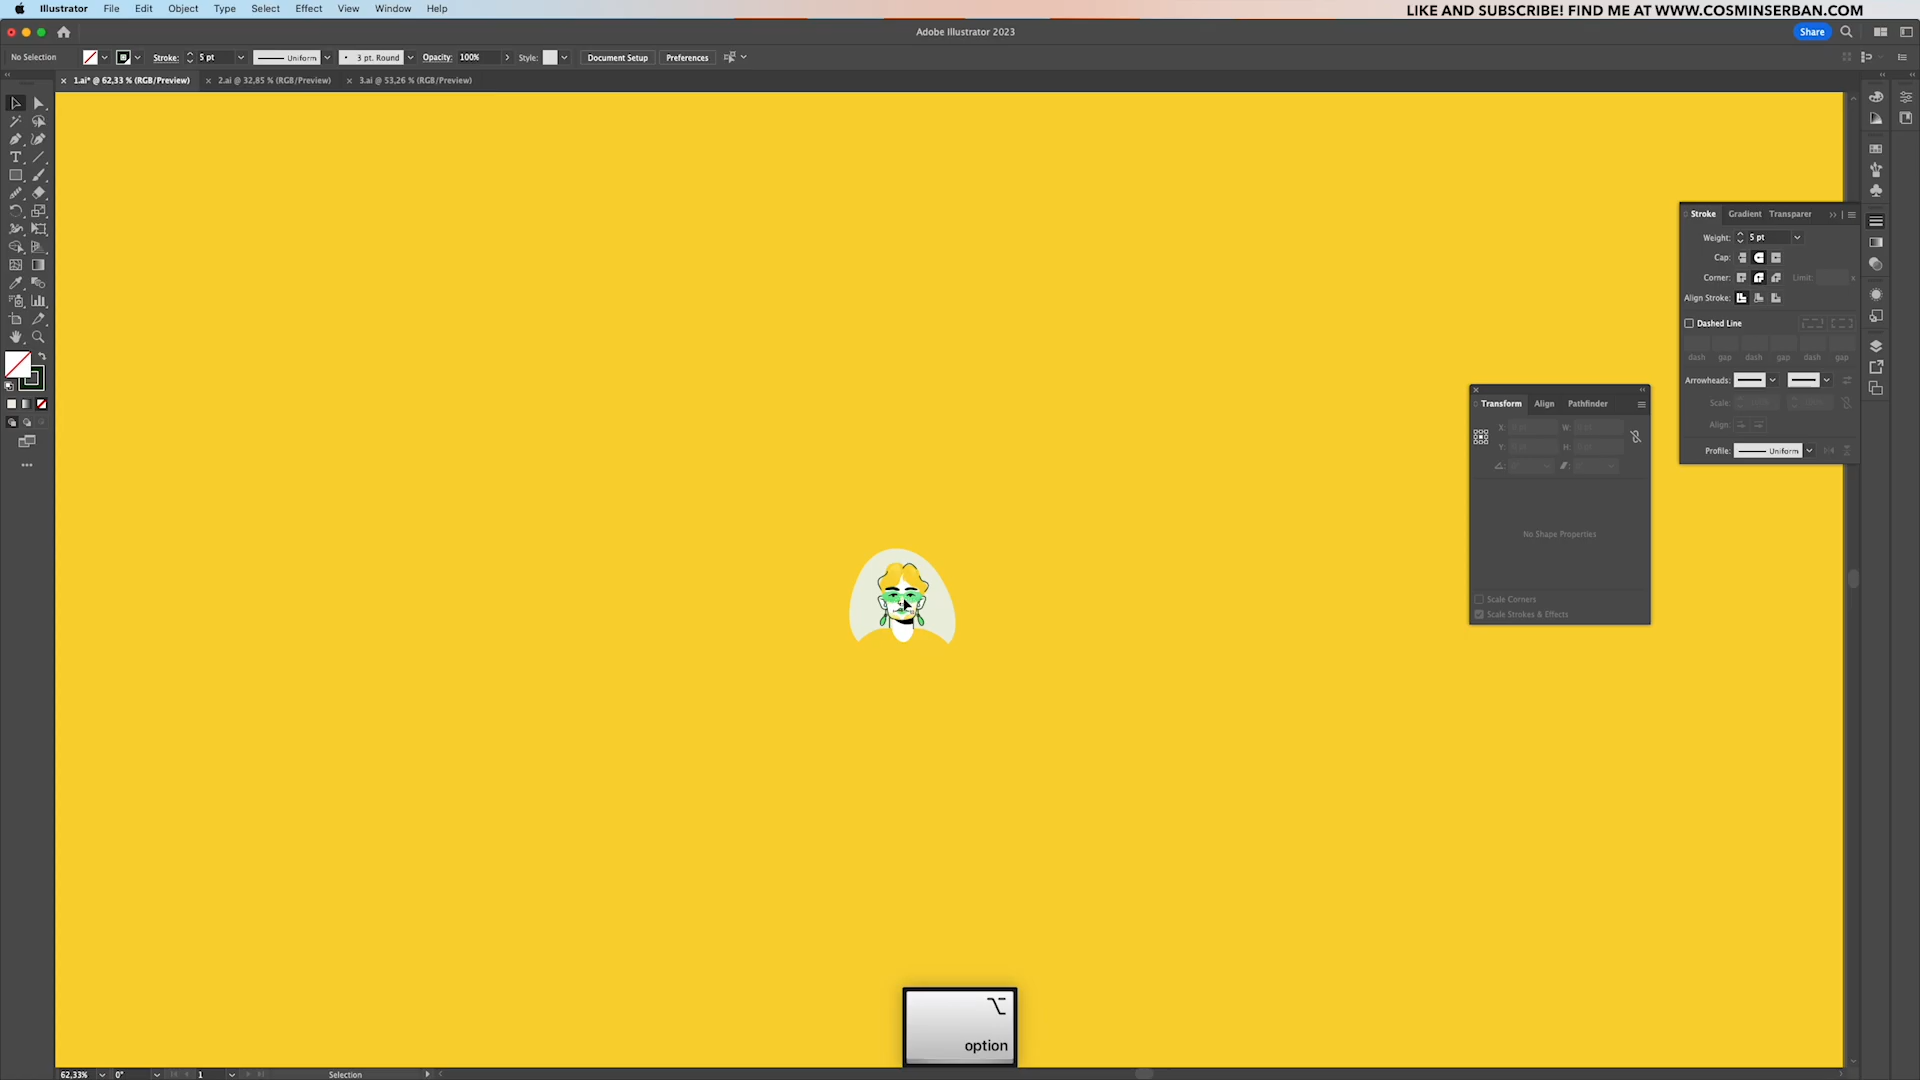 Illustrator File Edit Object Type Select Effect View Window Help
LIKE AND SUBSCRIBE! FIND ME AT WWW.COSMINSERBAN.COM
Adobe Illustrator 2023
Share
No Selection Stroke: 5 pt Uniform 3 pt. Round Opacity: 100% Style: Document Setup Preferences
1.ai* @ 62,33 % (RGB/Preview) 2.ai @ 32,85 % (RGB/Preview) 3.ai @ 53,26 % (RGB/Preview)
Stroke Gradient Transparer
Weight: 5 pt
Cap:
Corner: Limit: x
Align Stroke:
Dashed Line
dash gap dash gap dash gap
Arrowheads:
Scale:
Align:
Profile: Uniform
Transform Align Pathfinder
X: W:
Y: H:
No Shape Properties
Scale Corners
Scale Strokes & Effects
option
62,33% 0° 1 Selection